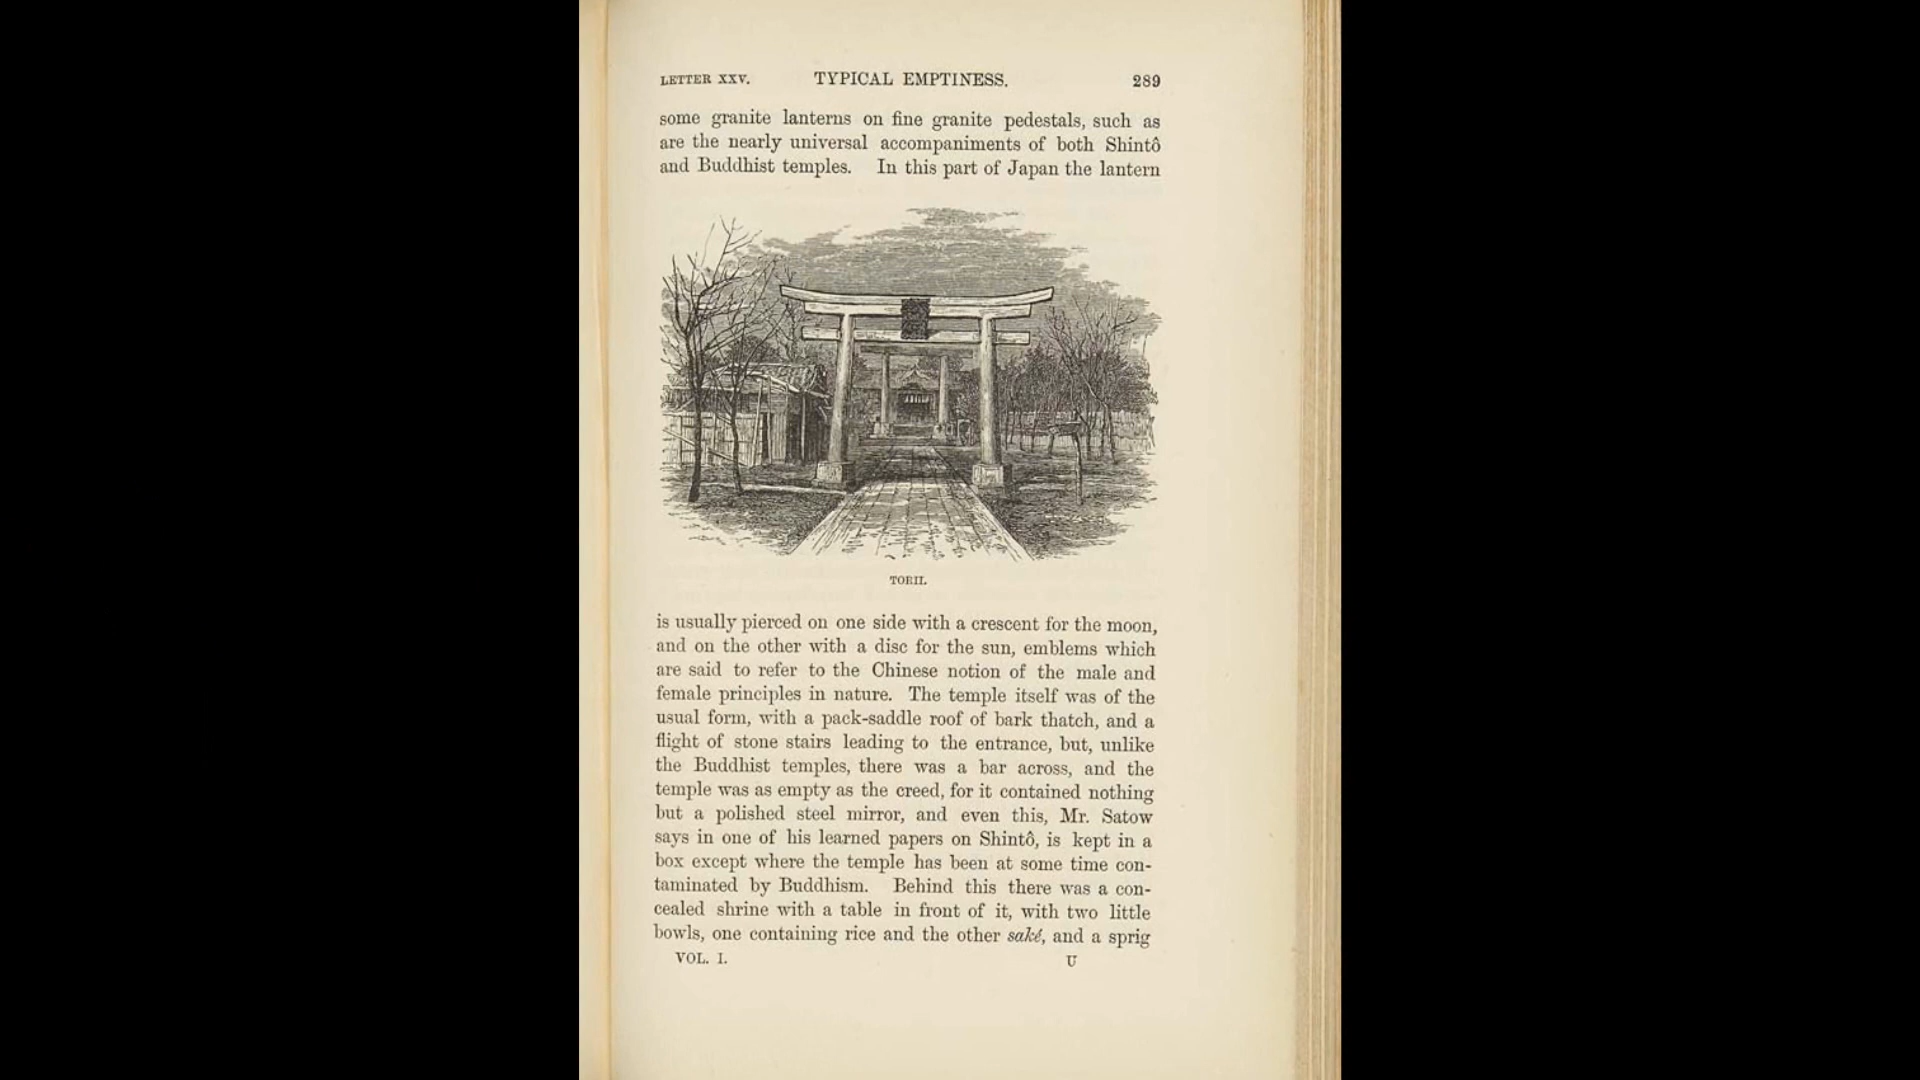 LETTER XXV. TYPICAL EMPTINESS. 289
some granite lanterns on fine granite pedestals, such as
are the nearly universal accompaniments of both Shintô
and Buddhist temples. In this part of Japan the lantern
TORII.
is usually pierced on one side with a crescent for the moon,
and on the other with a disc for the sun, emblems which
are said to refer to the Chinese notion of the male and
female principles in nature. The temple itself was of the
usual form, with a pack-saddle roof of bark thatch, and a
flight of stone stairs leading to the entrance, but, unlike
the Buddhist temples, there was a bar across, and the
temple was as empty as the creed, for it contained nothing
but a polished steel mirror, and even this, Mr. Satow
says in one of his learned papers on Shintô, is kept in a
box except where the temple has been at some time con-
taminated by Buddhism. Behind this there was a con-
cealed shrine with a table in front of it, with two little
bowls, one containing rice and the other saké, and a sprig
VOL. I. U